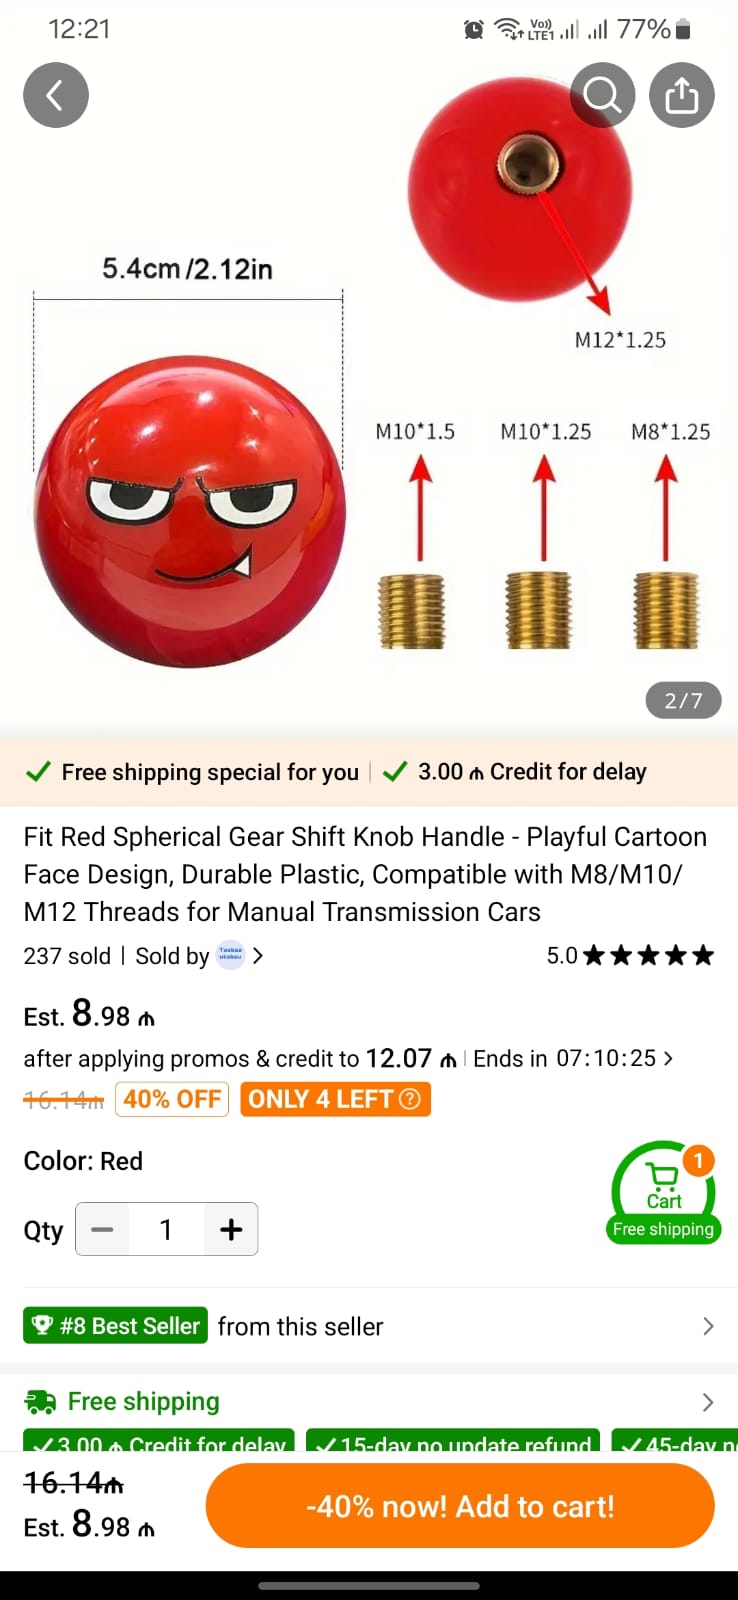 12:21
Vo)) LTE1 77%
5.4cm/2.12in
M12*1.25
M10*1.5 M10*1.25 M8*1.25
2/7
Free shipping special for you | 3.00 ₼ Credit for delay
Fit Red Spherical Gear Shift Knob Handle - Playful Cartoon
Face Design, Durable Plastic, Compatible with M8/M10/
M12 Threads for Manual Transmission Cars
237 sold | Sold by
5.0 ★★★★★
Est. 8.98 ₼
after applying promos & credit to 12.07 ₼ | Ends in 07:10:25 >
16.14₼ 40% OFF ONLY 4 LEFT ?
Color: Red
1
Cart
Free shipping
Qty − 1 +
#8 Best Seller from this seller
Free shipping
3.00 ₼ Credit for delay 15-day no update refund 45-day n
16.14₼
Est. 8.98 ₼
-40% now! Add to cart!